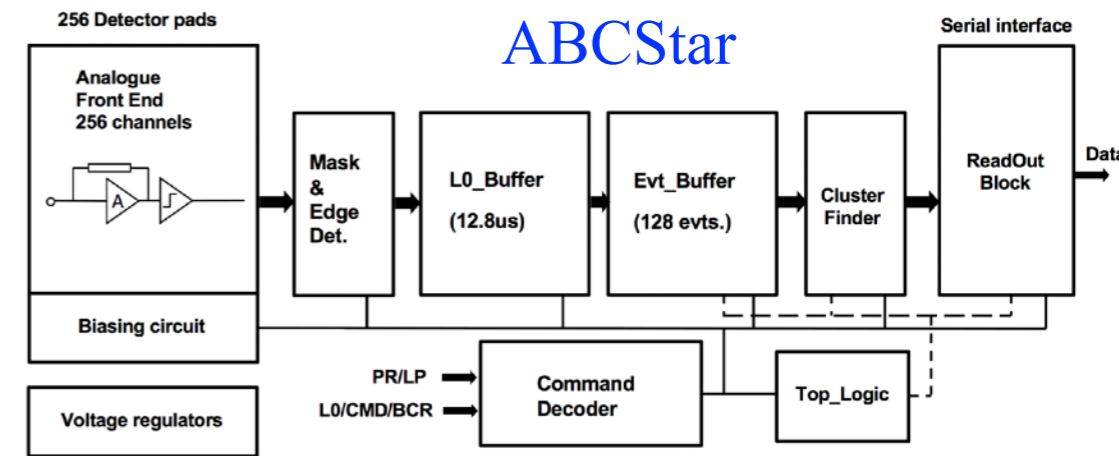 256 Detector pads
ABCStar
Serial interface
Analogue
Front End
256 channels
A
Mask
&
Edge
Det.
L0_Buffer
(12.8us)
Evt_Buffer
(128 evts.)
Cluster
Finder
ReadOut
Block
Data
Biasing circuit
Voltage regulators
PR/LP
L0/CMD/BCR
Command
Decoder
Top_Logic